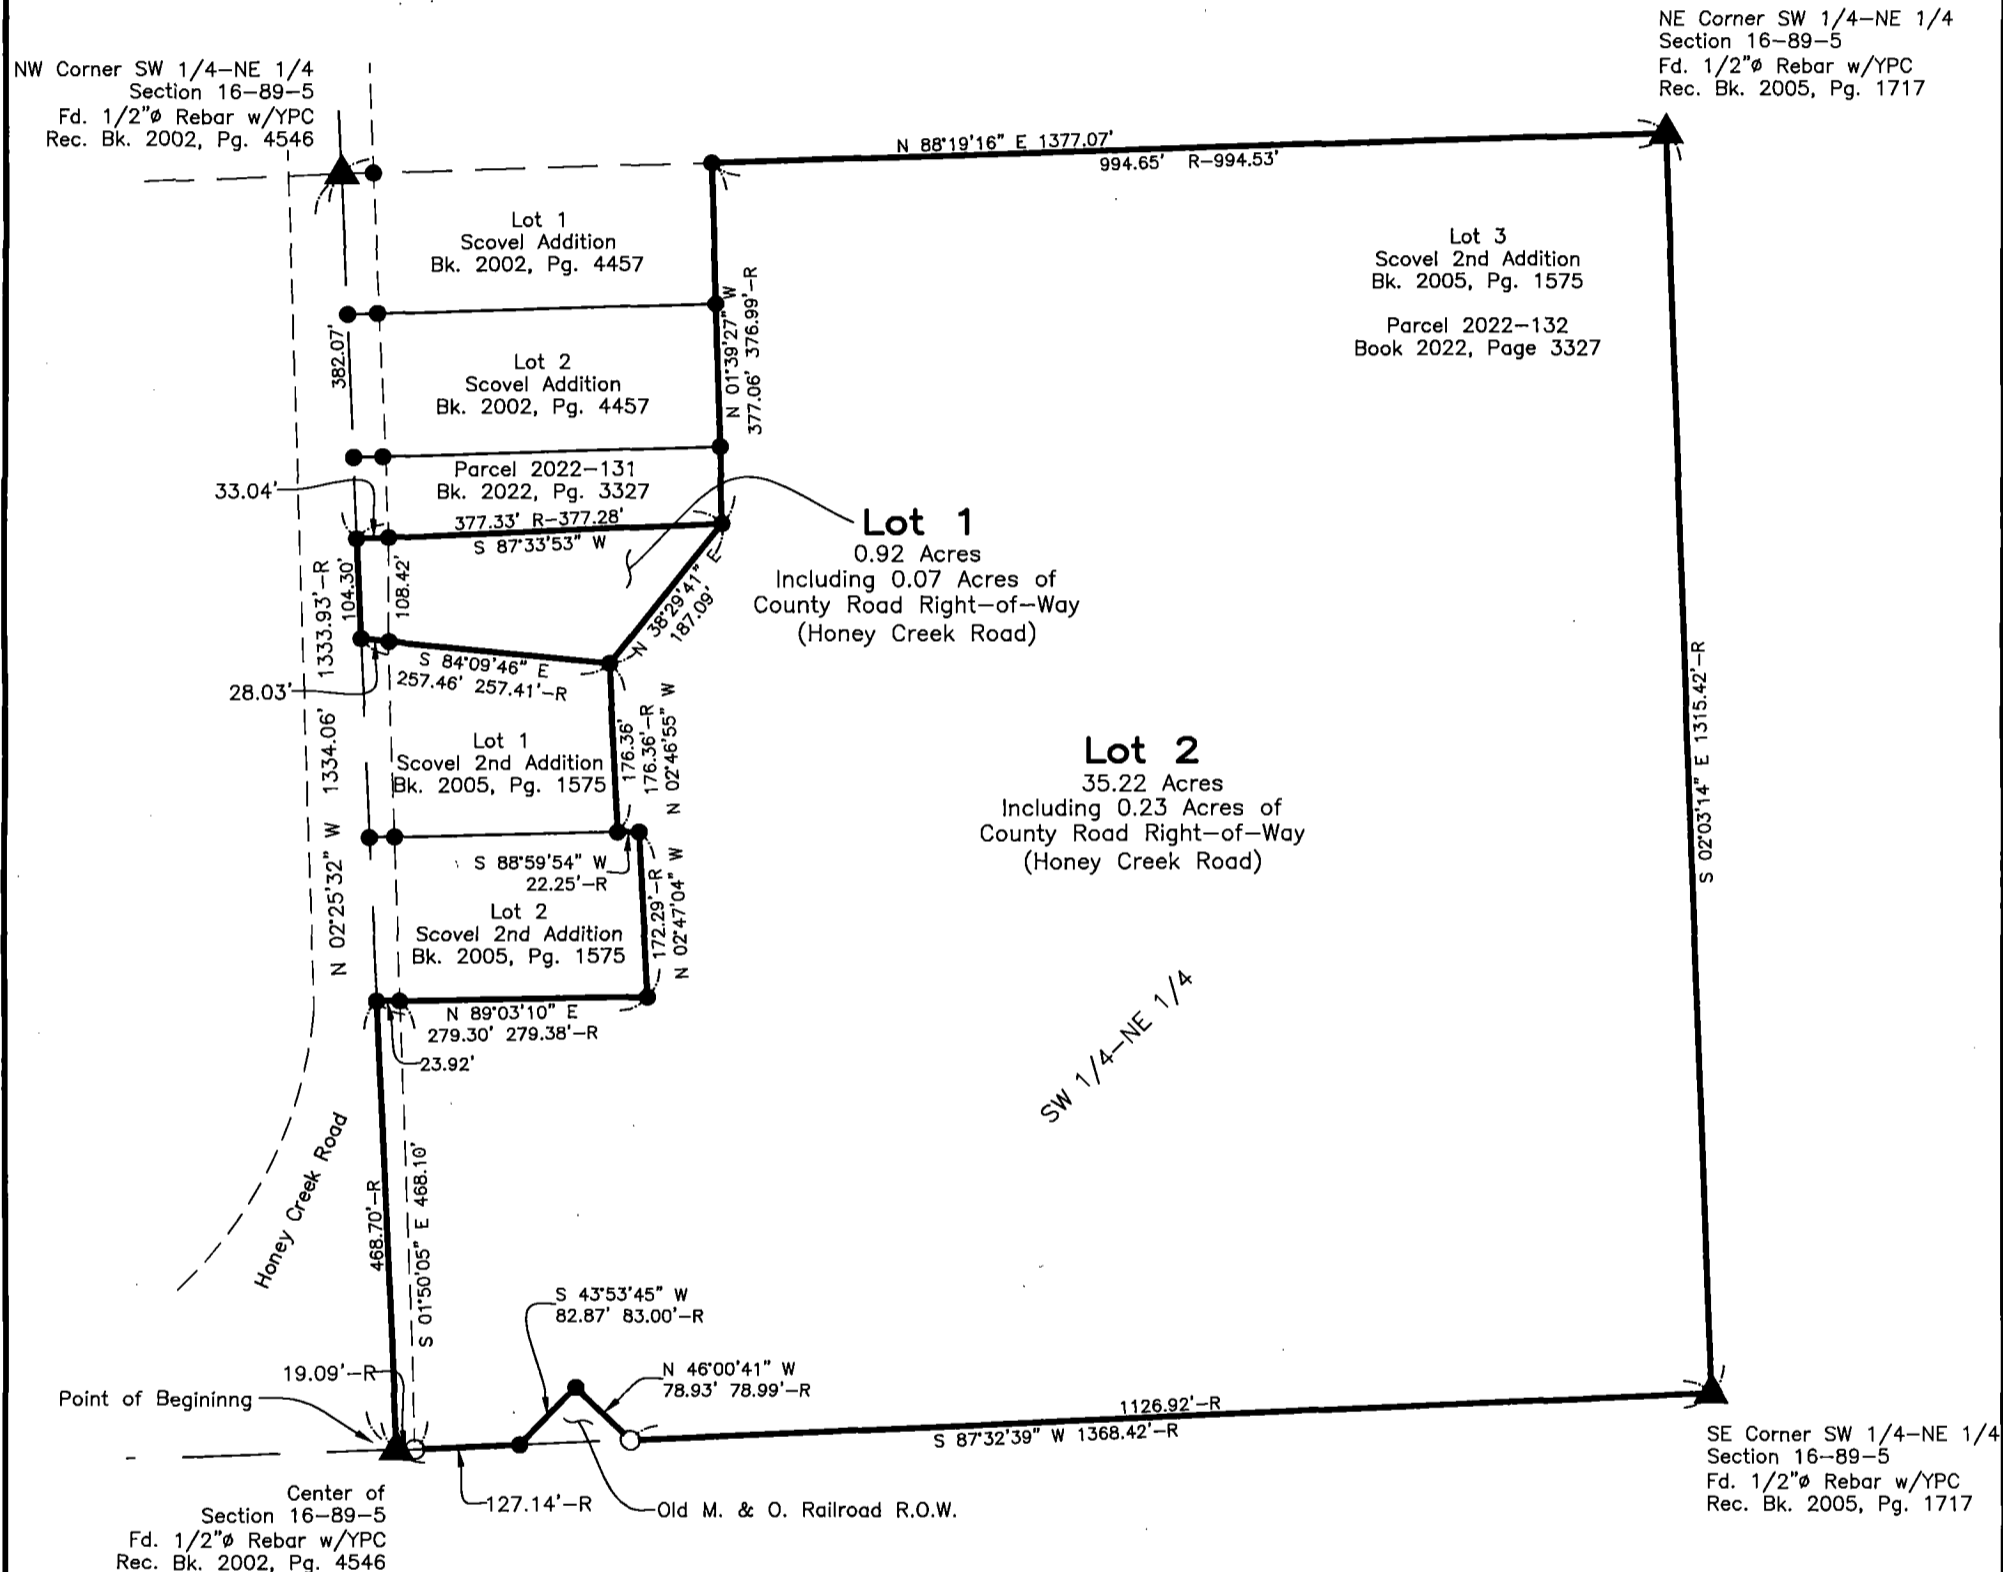 NE Corner SW 1/4-NE 1/4
Section 16-89-5
Fd. 1/2"ø Rebar w/YPC
Rec. Bk. 2005, Pg. 1717
NW Corner SW 1/4-NE 1/4
Section 16-89-5
Fd. 1/2"ø Rebar w/YPC
Rec. Bk. 2002, Pg. 4546
N 88°19'16" E 1377.07'
994.65' R-994.53'
Lot 1
Scovel Addition
Bk. 2002, Pg. 4457
Lot 3
Scovel 2nd Addition
Bk. 2005, Pg. 1575
Parcel 2022-132
Book 2022, Page 3327
N 01°39'27" W
377.06' 376.99'-R
382.07'
Lot 2
Scovel Addition
Bk. 2002, Pg. 4457
Parcel 2022-131
Bk. 2022, Pg. 3327
33.04'
377.33' R-377.28'
S 87°33'53" W
Lot 1
0.92 Acres
Including 0.07 Acres of
County Road Right-of-Way
(Honey Creek Road)
104.30'
108.42'
N 38°29'41" E
187.09'
S 84°09'46" E
257.46' 257.41'-R
28.03'
N 02°25'32" W 1334.06' 1333.93'-R
176.36'
176.36'-R
N 02°46'55" W
Lot 1
Scovel 2nd Addition
Bk. 2005, Pg. 1575
Lot 2
35.22 Acres
Including 0.23 Acres of
County Road Right-of-Way
(Honey Creek Road)
S 02°03'14" E 1315.42'-R
S 88°59'54" W
22.25'-R
172.29'-R
N 02°47'04" W
Lot 2
Scovel 2nd Addition
Bk. 2005, Pg. 1575
N 89°03'10" E
279.30' 279.38'-R
23.92'
SW 1/4-NE 1/4
Honey Creek Road
468.70'-R
S 01°50'05" E 468.10'
S 43°53'45" W
82.87' 83.00'-R
N 46°00'41" W
78.93' 78.99'-R
19.09'-R
Point of Begininng
1126.92'-R
S 87°32'39" W 1368.42'-R
127.14'-R
Old M. & O. Railroad R.O.W.
SE Corner SW 1/4-NE 1/4
Section 16-89-5
Fd. 1/2"ø Rebar w/YPC
Rec. Bk. 2005, Pg. 1717
Center of
Section 16-89-5
Fd. 1/2"ø Rebar w/YPC
Rec. Bk. 2002, Pg. 4546